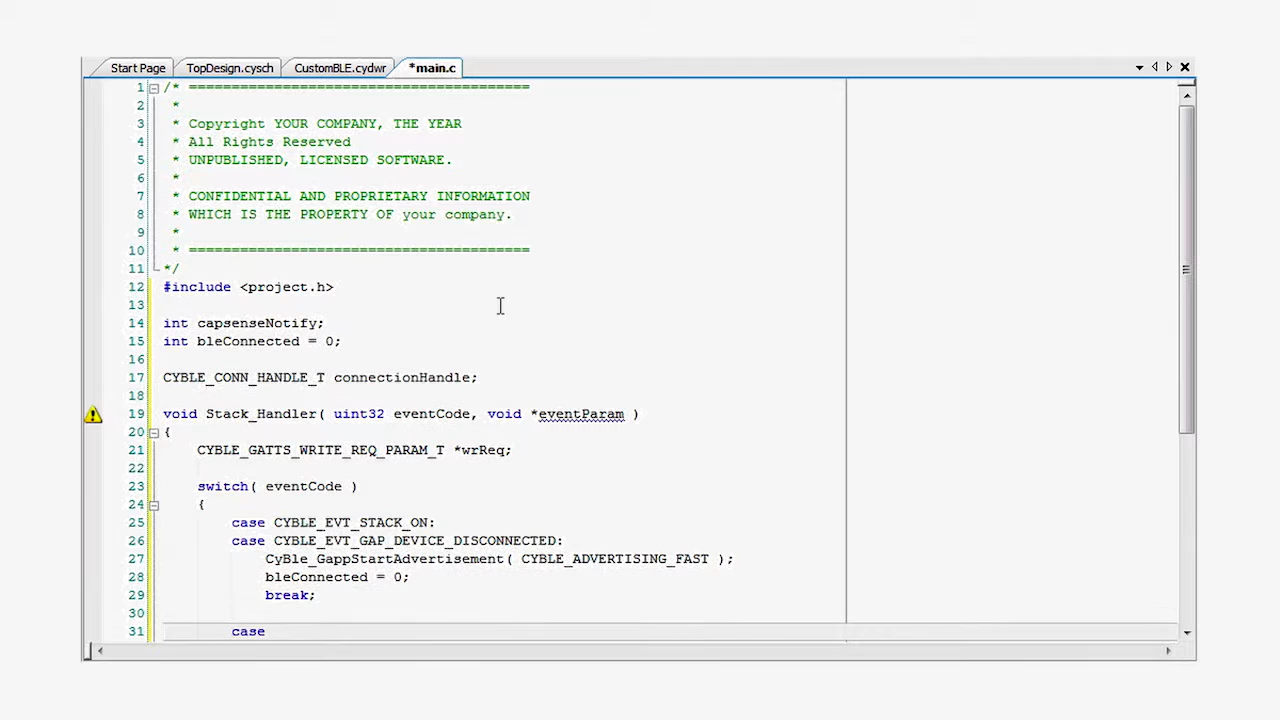 Start Page TopDesign.cysch CustomBLE.cydwr *main.c
1 /* ========================================
2 *
3 * Copyright YOUR COMPANY, THE YEAR
4 * All Rights Reserved
5 * UNPUBLISHED, LICENSED SOFTWARE.
6 *
7 * CONFIDENTIAL AND PROPRIETARY INFORMATION
8 * WHICH IS THE PROPERTY OF your company.
9 *
10 * ========================================
11 */
12 #include <project.h>
13
14 int capsenseNotify;
15 int bleConnected = 0;
16
17 CYBLE_CONN_HANDLE_T connectionHandle;
18
19 void Stack_Handler( uint32 eventCode, void *eventParam )
20 {
21 CYBLE_GATTS_WRITE_REQ_PARAM_T *wrReq;
22
23 switch( eventCode )
24 {
25 case CYBLE_EVT_STACK_ON:
26 case CYBLE_EVT_GAP_DEVICE_DISCONNECTED:
27 CyBle_GappStartAdvertisement( CYBLE_ADVERTISING_FAST );
28 bleConnected = 0;
29 break;
30
31 case